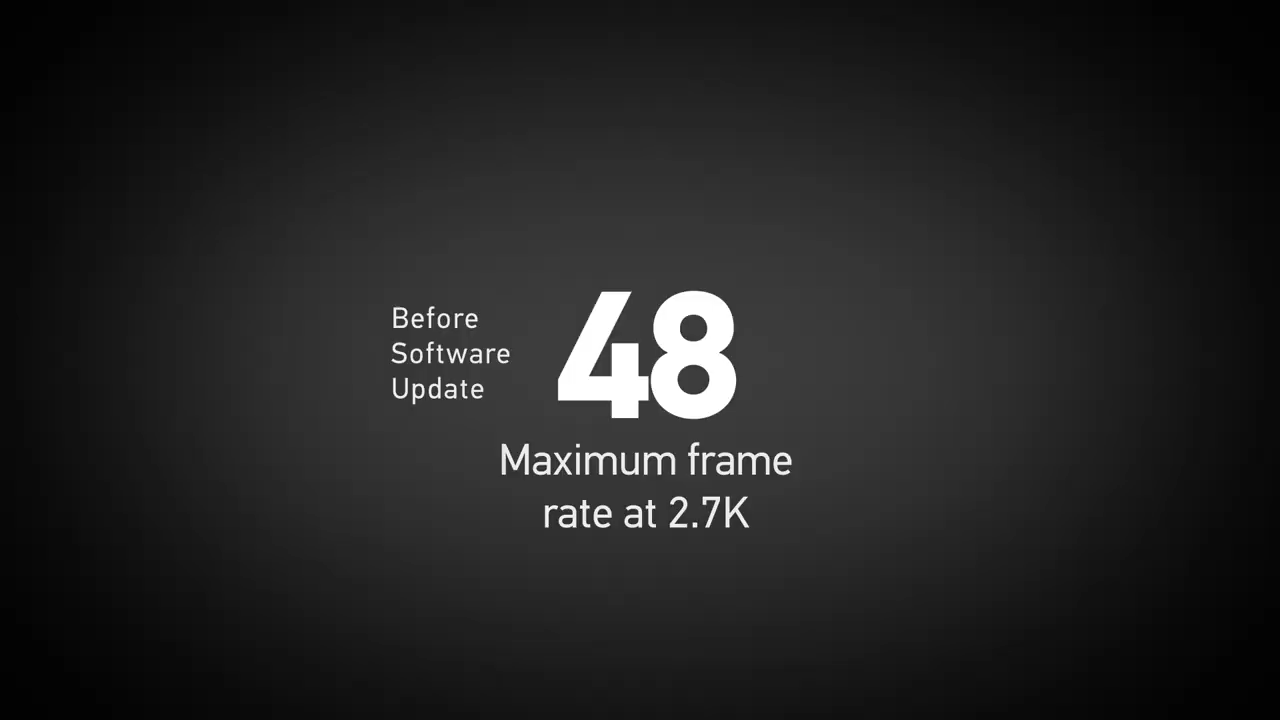 Before
Software
Update
48
Maximum frame
rate at 2.7K